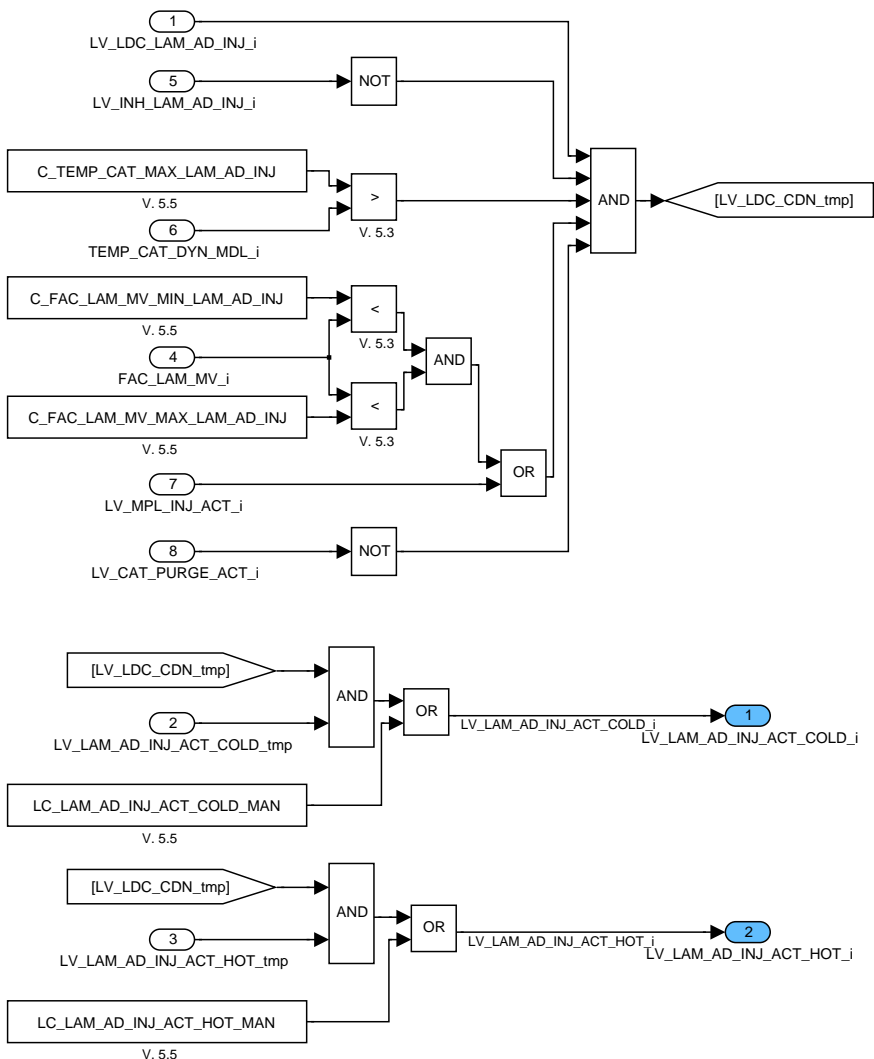 1
LV_LDC_LAM_AD_INJ_i
5
LV_INH_LAM_AD_INJ_i
NOT
C_TEMP_CAT_MAX_LAM_AD_INJ
V. 5.5
6
TEMP_CAT_DYN_MDL_i
>
V. 5.3
AND
[LV_LDC_CDN_tmp]
C_FAC_LAM_MV_MIN_LAM_AD_INJ
V. 5.5
<
V. 5.3
4
FAC_LAM_MV_i
AND
C_FAC_LAM_MV_MAX_LAM_AD_INJ
V. 5.5
<
V. 5.3
7
LV_MPL_INJ_ACT_i
OR
8
LV_CAT_PURGE_ACT_i
NOT
[LV_LDC_CDN_tmp]
2
LV_LAM_AD_INJ_ACT_COLD_tmp
AND
OR
LV_LAM_AD_INJ_ACT_COLD_i
1
LV_LAM_AD_INJ_ACT_COLD_i
LC_LAM_AD_INJ_ACT_COLD_MAN
V. 5.5
[LV_LDC_CDN_tmp]
3
LV_LAM_AD_INJ_ACT_HOT_tmp
AND
OR
LV_LAM_AD_INJ_ACT_HOT_i
2
LV_LAM_AD_INJ_ACT_HOT_i
LC_LAM_AD_INJ_ACT_HOT_MAN
V. 5.5